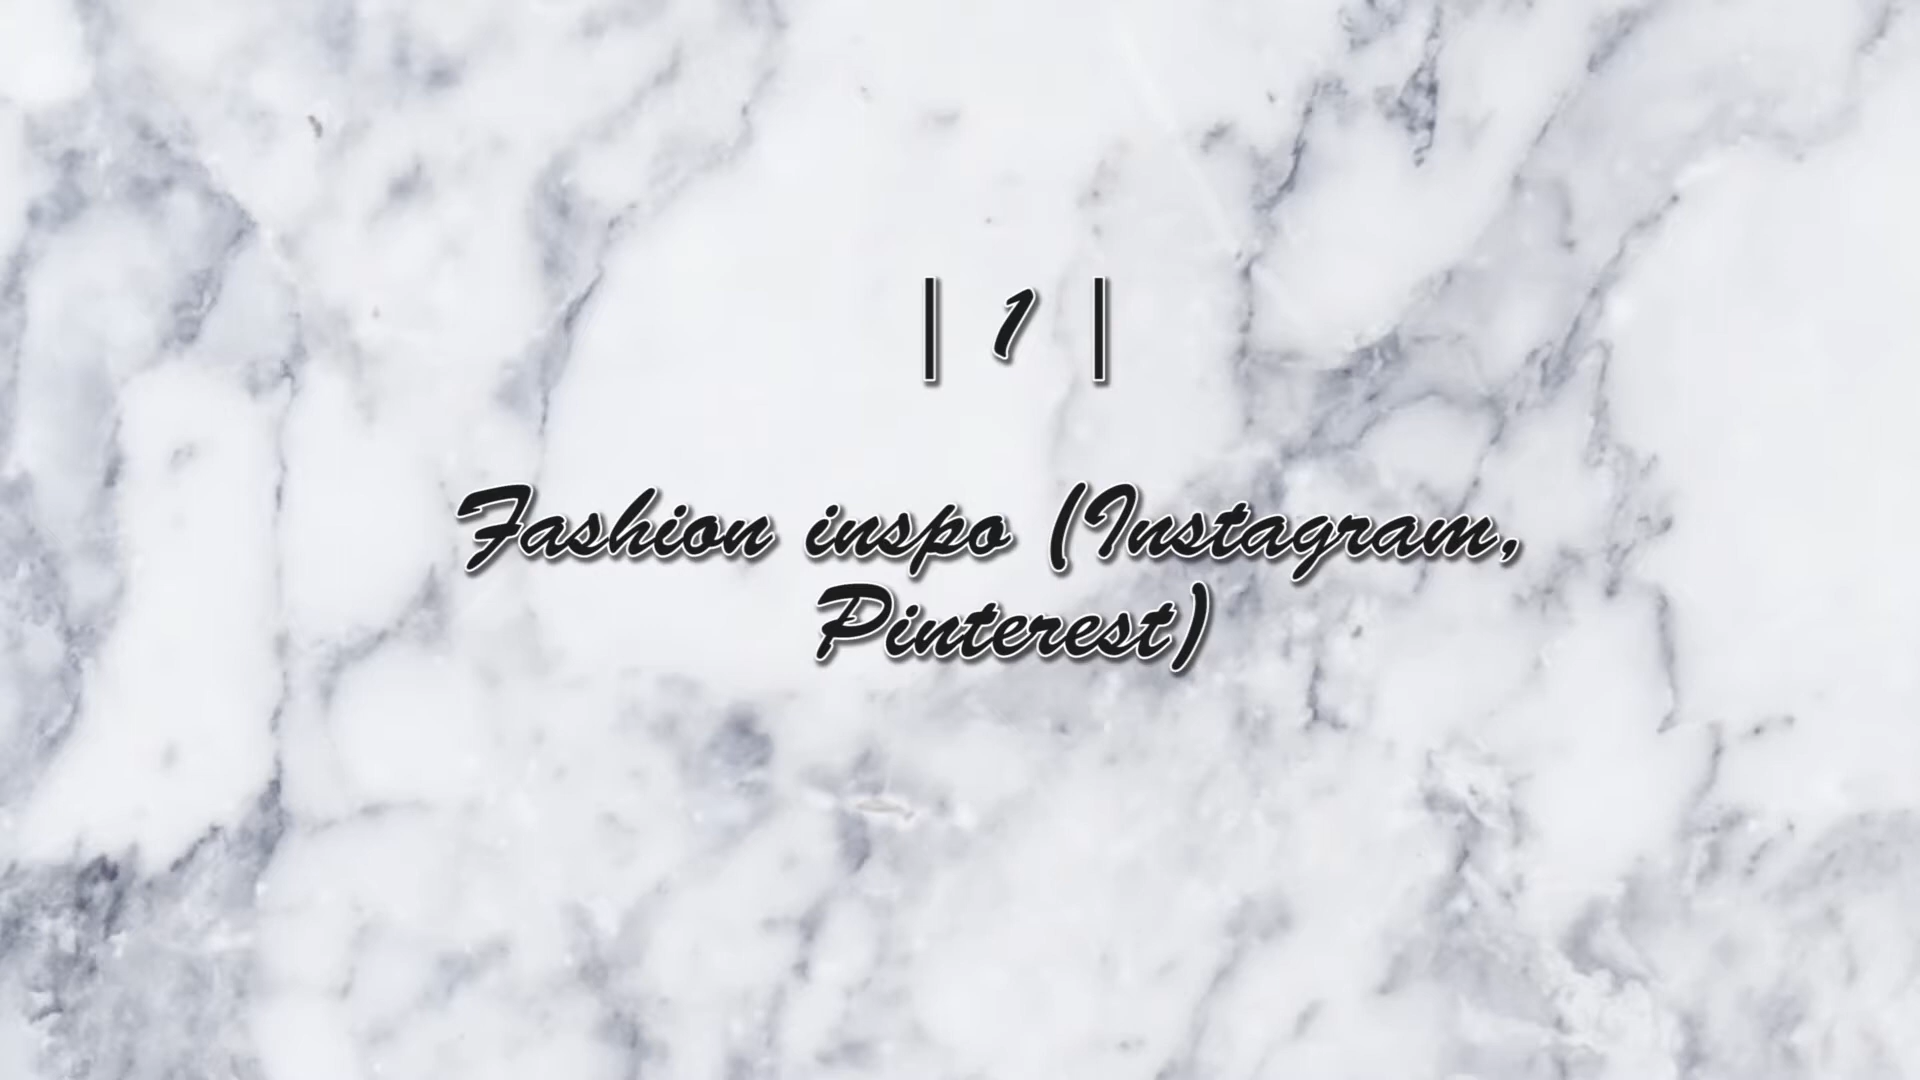 | 1 |
Fashion inspo (Instagram,
Pinterest)